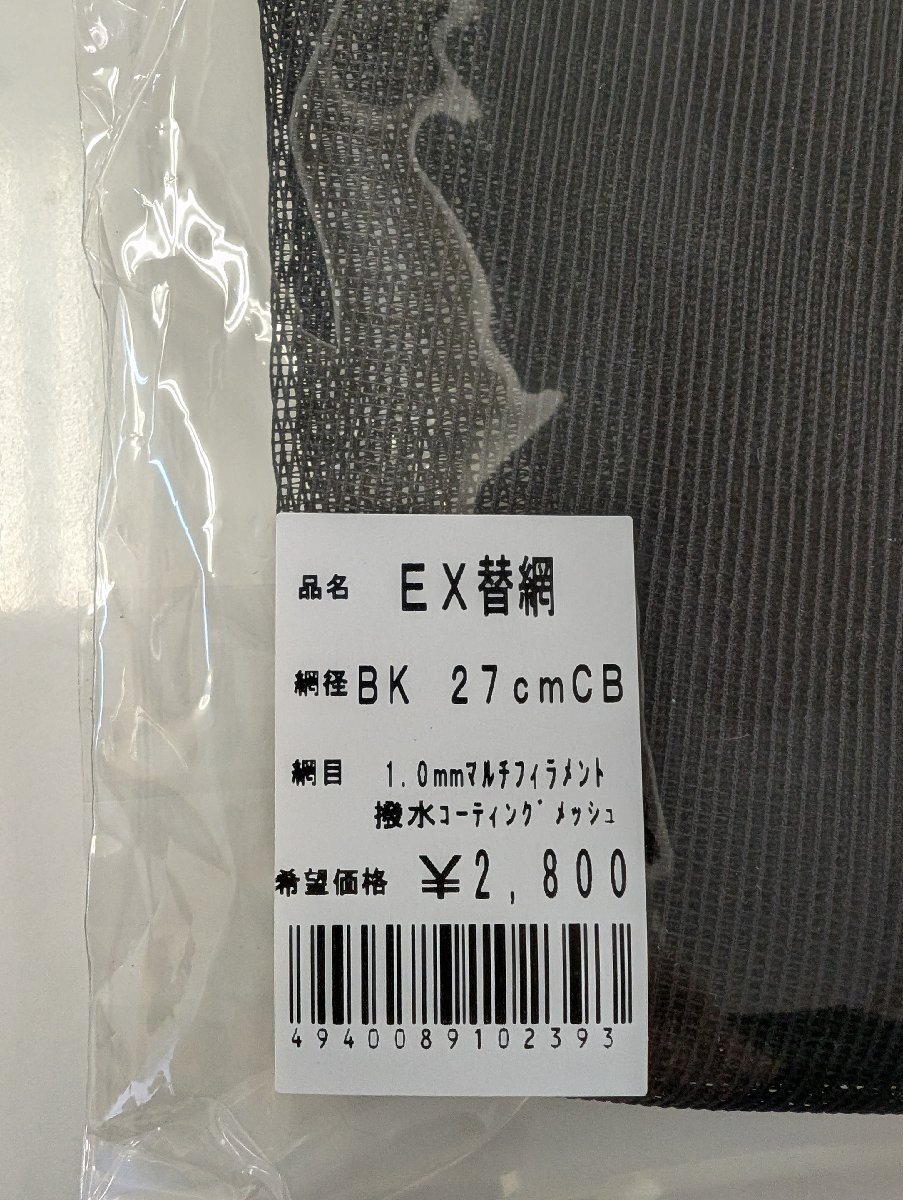 品名 EX替網
網径 BK 27cmCB
網目 1.0mmマルチフィラメント
撥水コーティングメッシュ
希望価格 ¥2,800
4940089102393